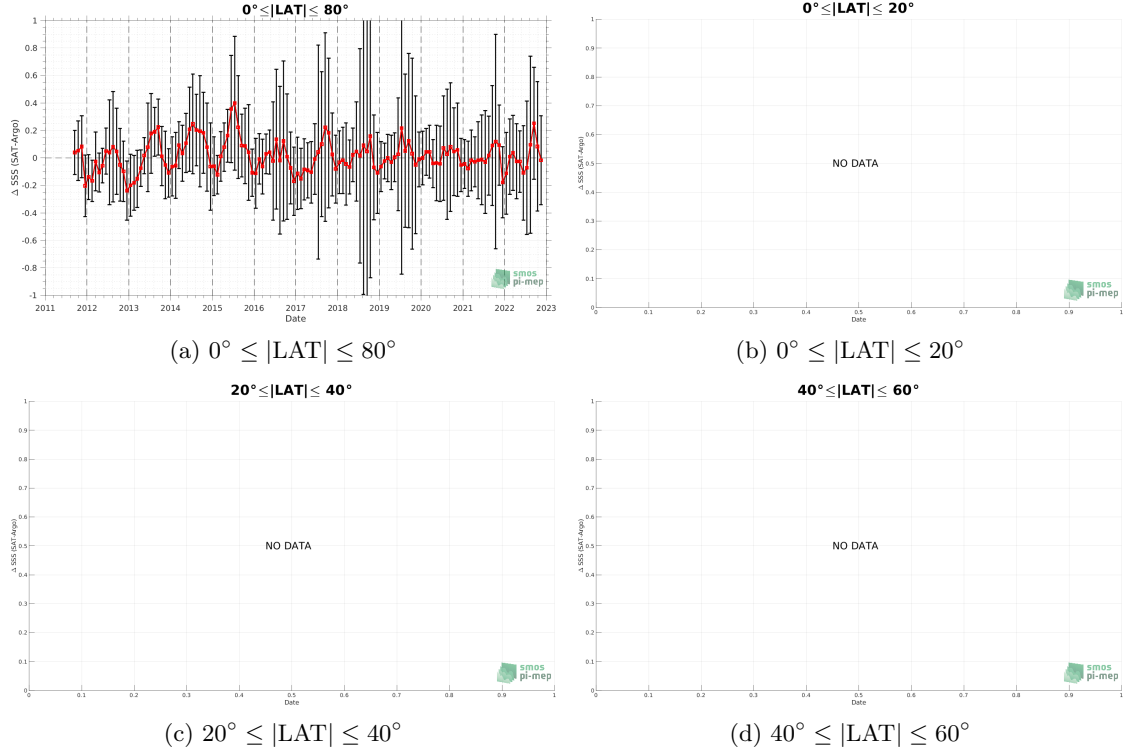 0°≤|LAT|≤ 80°
1
0.8
0.6
0.4
0.2
0
-0.2
-0.4
-0.6
-0.8
-1
Δ SSS (SAT-Argo)
2011 2012 2013 2014 2015 2016 2017 2018 2019 2020 2021 2022 2023
Date
smos
pi-mep
(a) 0° ≤ |LAT| ≤ 80°
0°≤|LAT|≤ 20°
1
0.9
0.8
0.7
0.6
0.5
0.4
0.3
0.2
0.1
0
Δ SSS (SAT-Argo)
NO DATA
0 0.1 0.2 0.3 0.4 0.5 0.6 0.7 0.8 0.9 1
Date
smos
pi-mep
(b) 0° ≤ |LAT| ≤ 20°
20°≤|LAT|≤ 40°
1
0.9
0.8
0.7
0.6
0.5
0.4
0.3
0.2
0.1
0
Δ SSS (SAT-Argo)
NO DATA
0 0.1 0.2 0.3 0.4 0.5 0.6 0.7 0.8 0.9 1
Date
smos
pi-mep
(c) 20° ≤ |LAT| ≤ 40°
40°≤|LAT|≤ 60°
1
0.9
0.8
0.7
0.6
0.5
0.4
0.3
0.2
0.1
0
Δ SSS (SAT-Argo)
NO DATA
0 0.1 0.2 0.3 0.4 0.5 0.6 0.7 0.8 0.9 1
Date
smos
pi-mep
(d) 40° ≤ |LAT| ≤ 60°